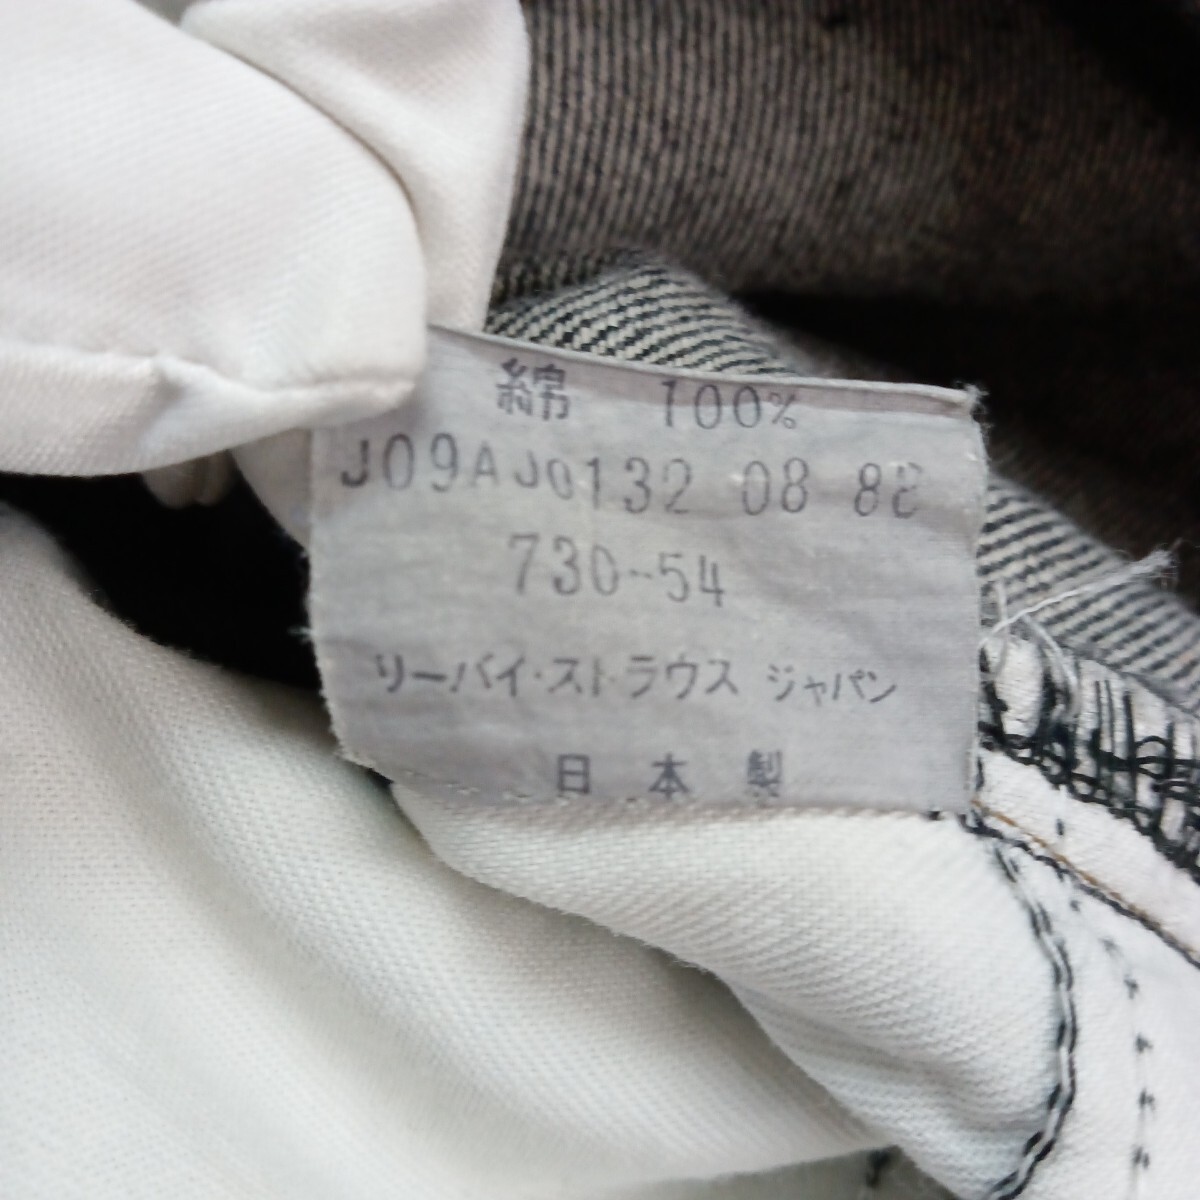 綿 100%
J09AJ0132 08 88
730-54
リーバイ・ストラウス ジャパン
日本製